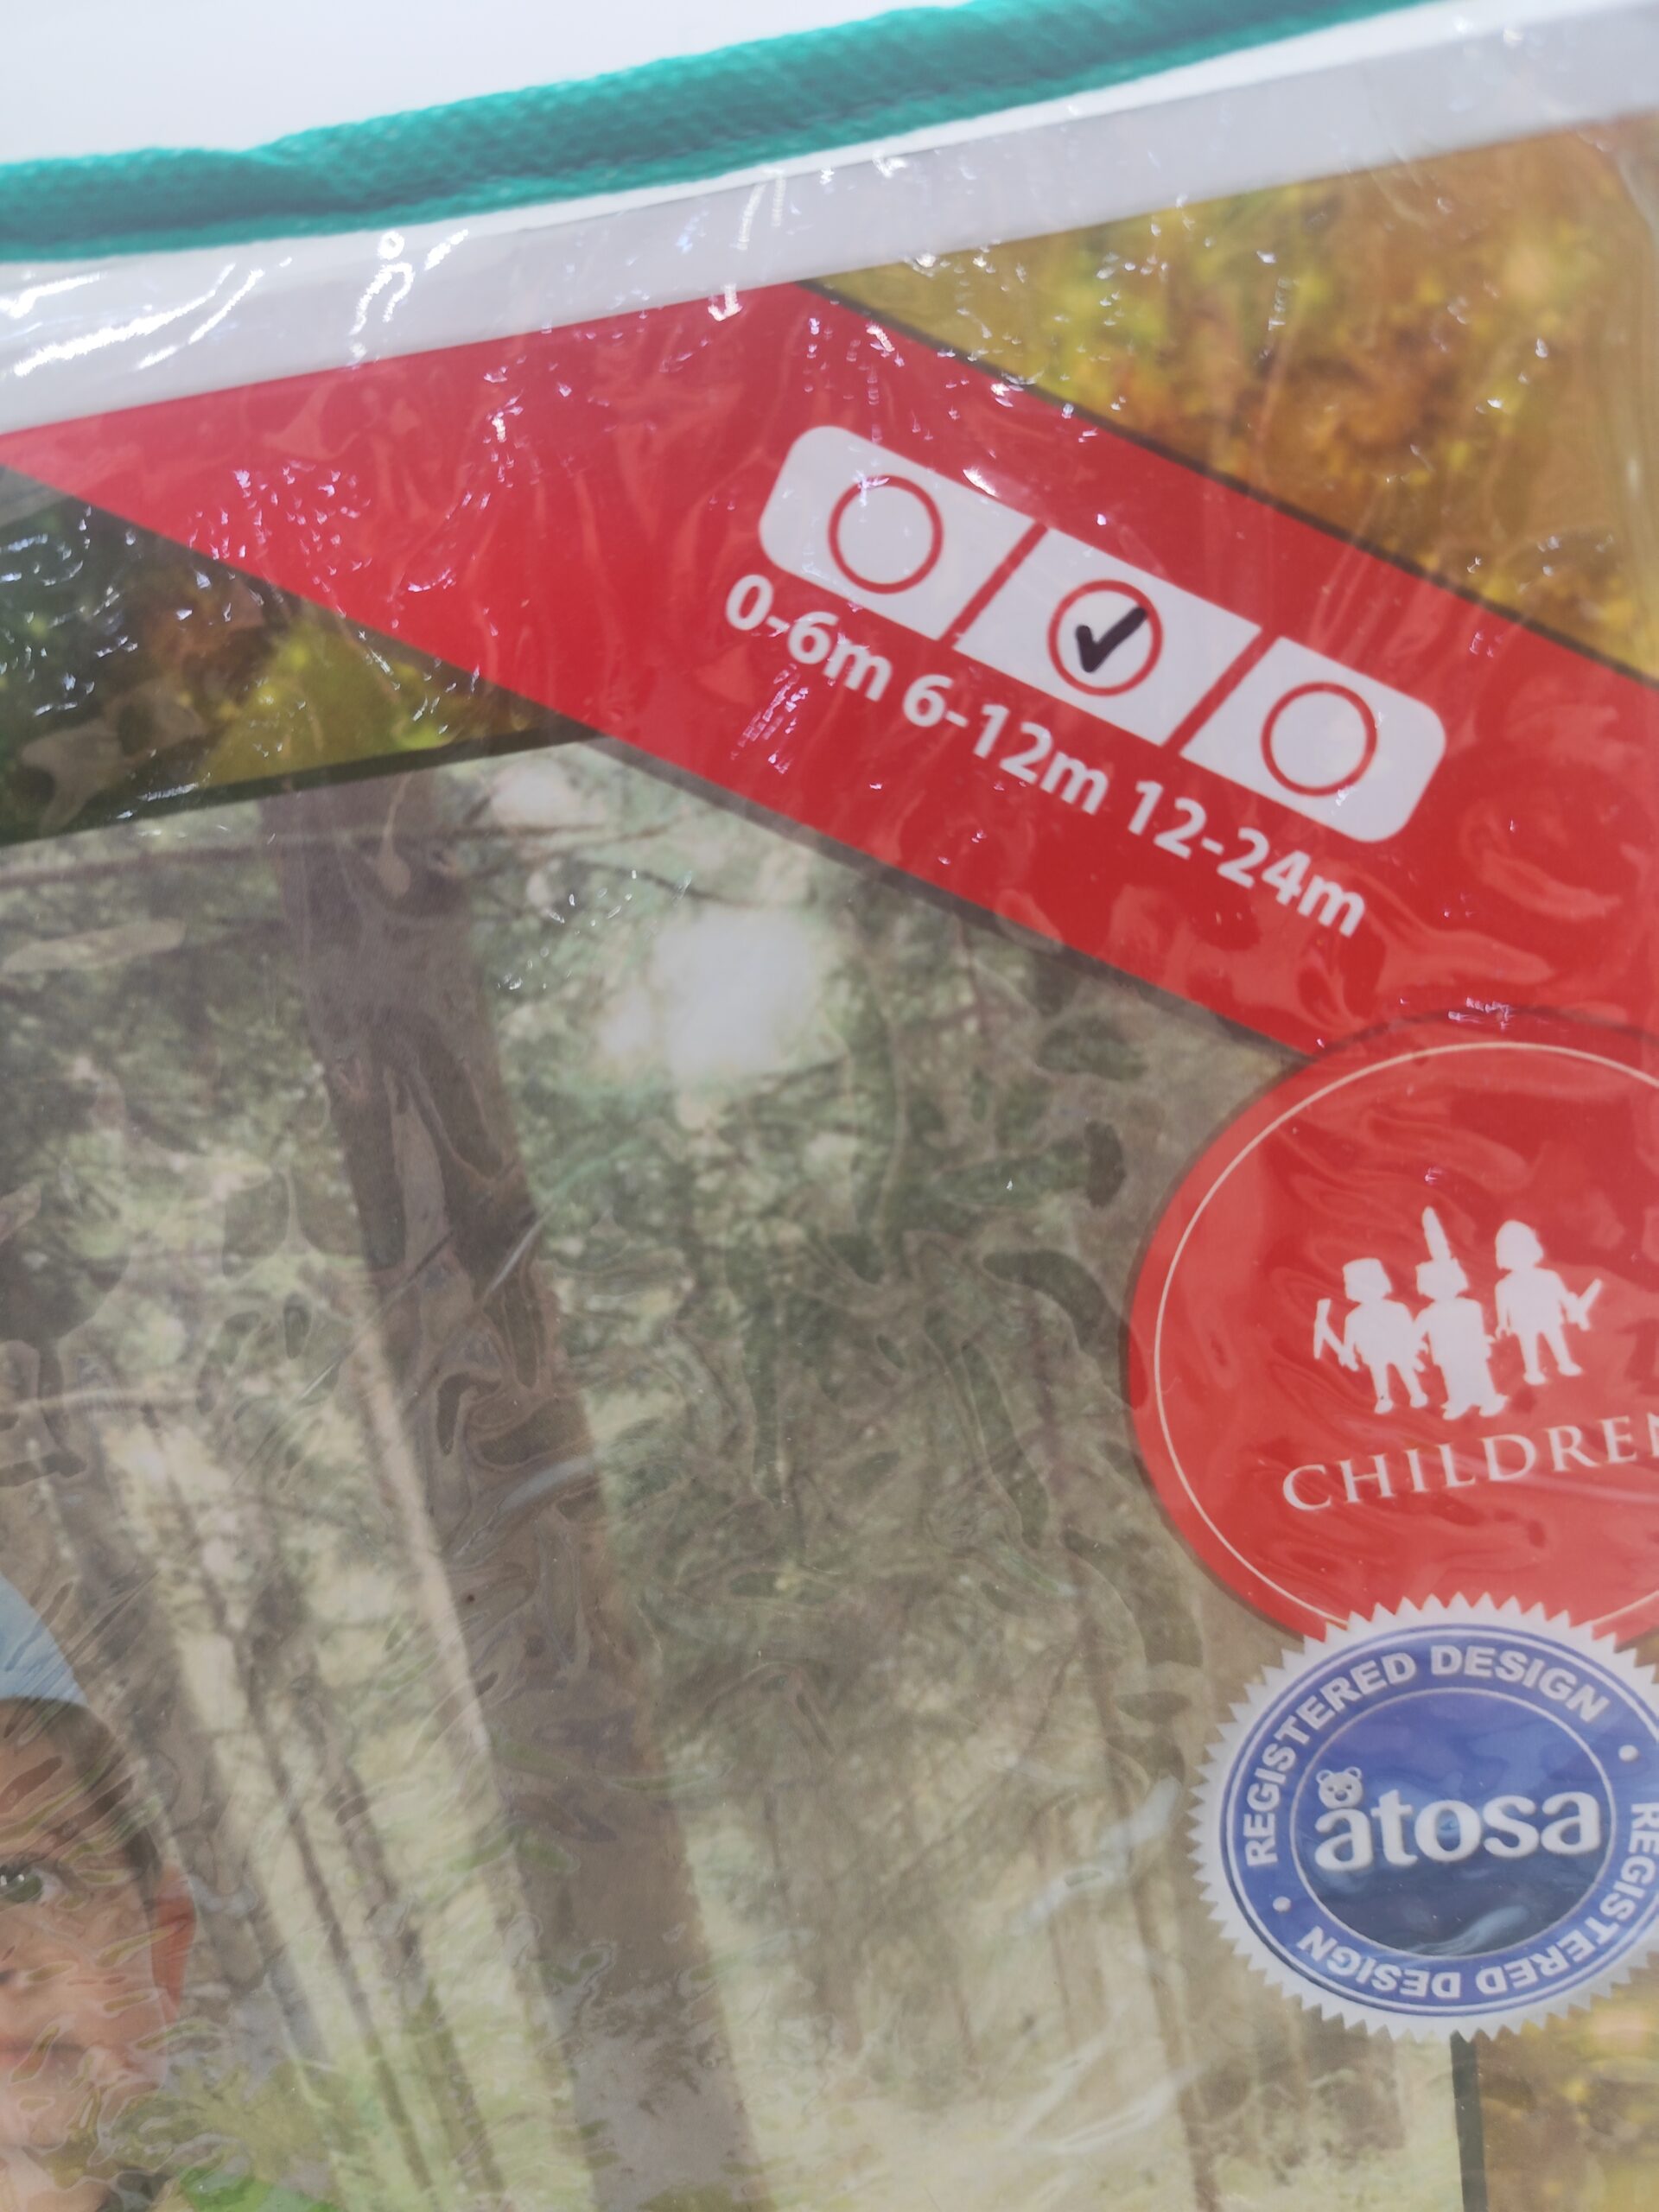 0-6m 6-12m 12-24m
CHILDREN
REGISTERED DESIGN
atosa
REGISTERED DESIGN